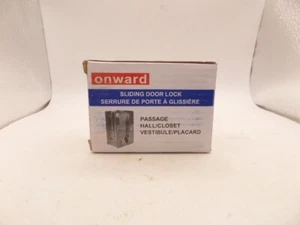 onward
SLIDING DOOR LOCK
SERRURE DE PORTE À GLISSIÈRE
PASSAGE
HALL/CLOSET
VESTIBULE/PLACARD